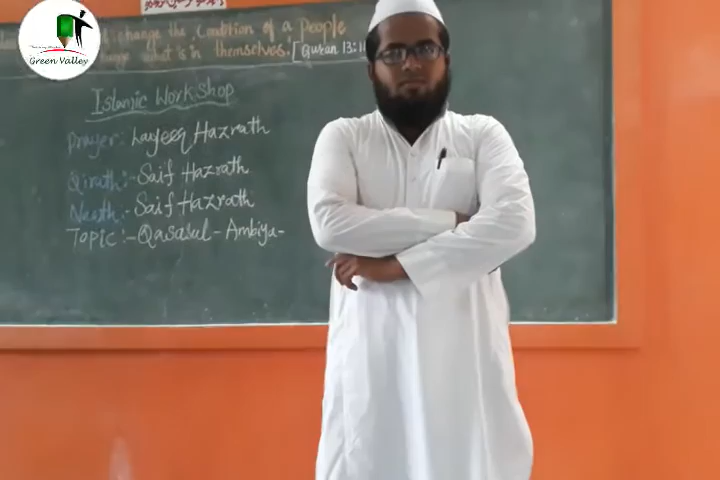 Change the Condition of a People
what is in themselves. [Quran 13:11
Islamic WorkShop
Prayer: Layeeq Hazrath
Qirath:- Saif Hazrath
Naath:- Saif Hazrath
Topic:- Qasasul - Ambiya-
Green Valley